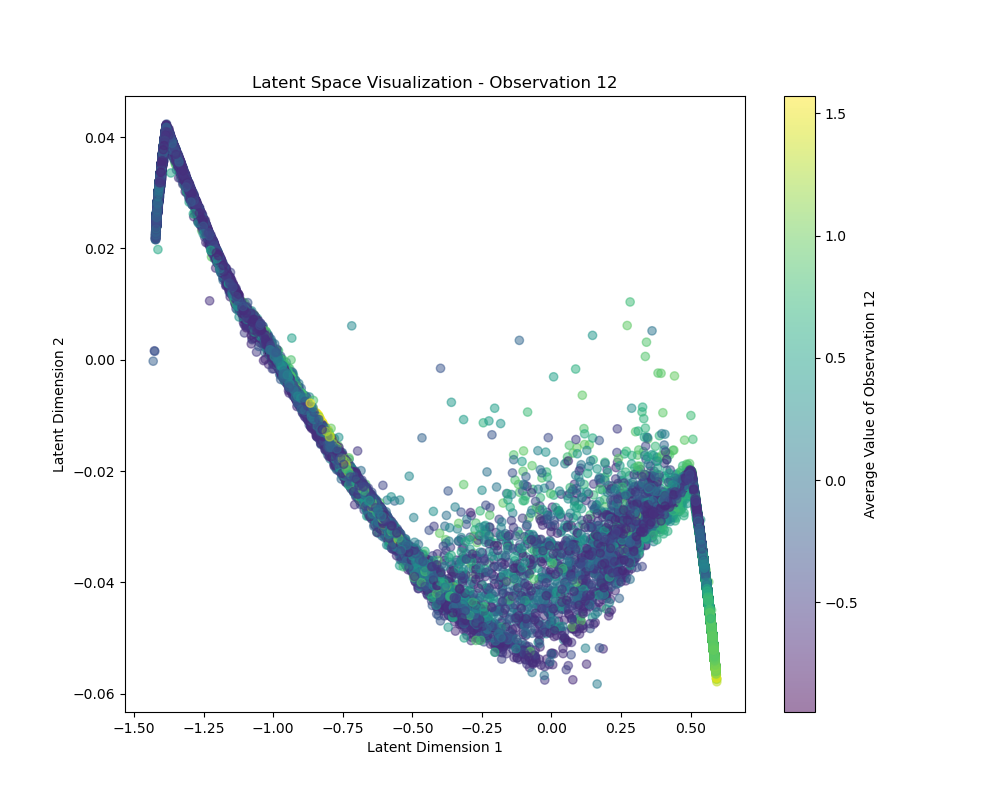 Latent Space Visualization - Observation 12
0.04
0.02
0.00
−0.02
−0.04
−0.06
Latent Dimension 2
−1.50 −1.25 −1.00 −0.75 −0.50 −0.25 0.00 0.25 0.50
Latent Dimension 1
1.5
1.0
0.5
0.0
−0.5
Average Value of Observation 12